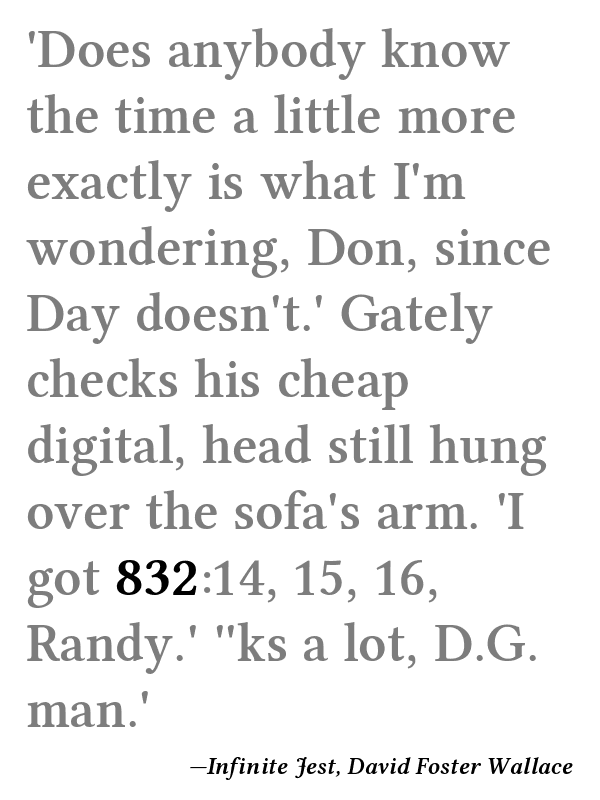 'Does anybody know
the time a little more
exactly is what I'm
wondering, Don, since
Day doesn't.' Gately
checks his cheap
digital, head still hung
over the sofa's arm. 'I
got 832:14, 15, 16,
Randy.' ''ks a lot, D.G.
man.'
—Infinite Jest, David Foster Wallace